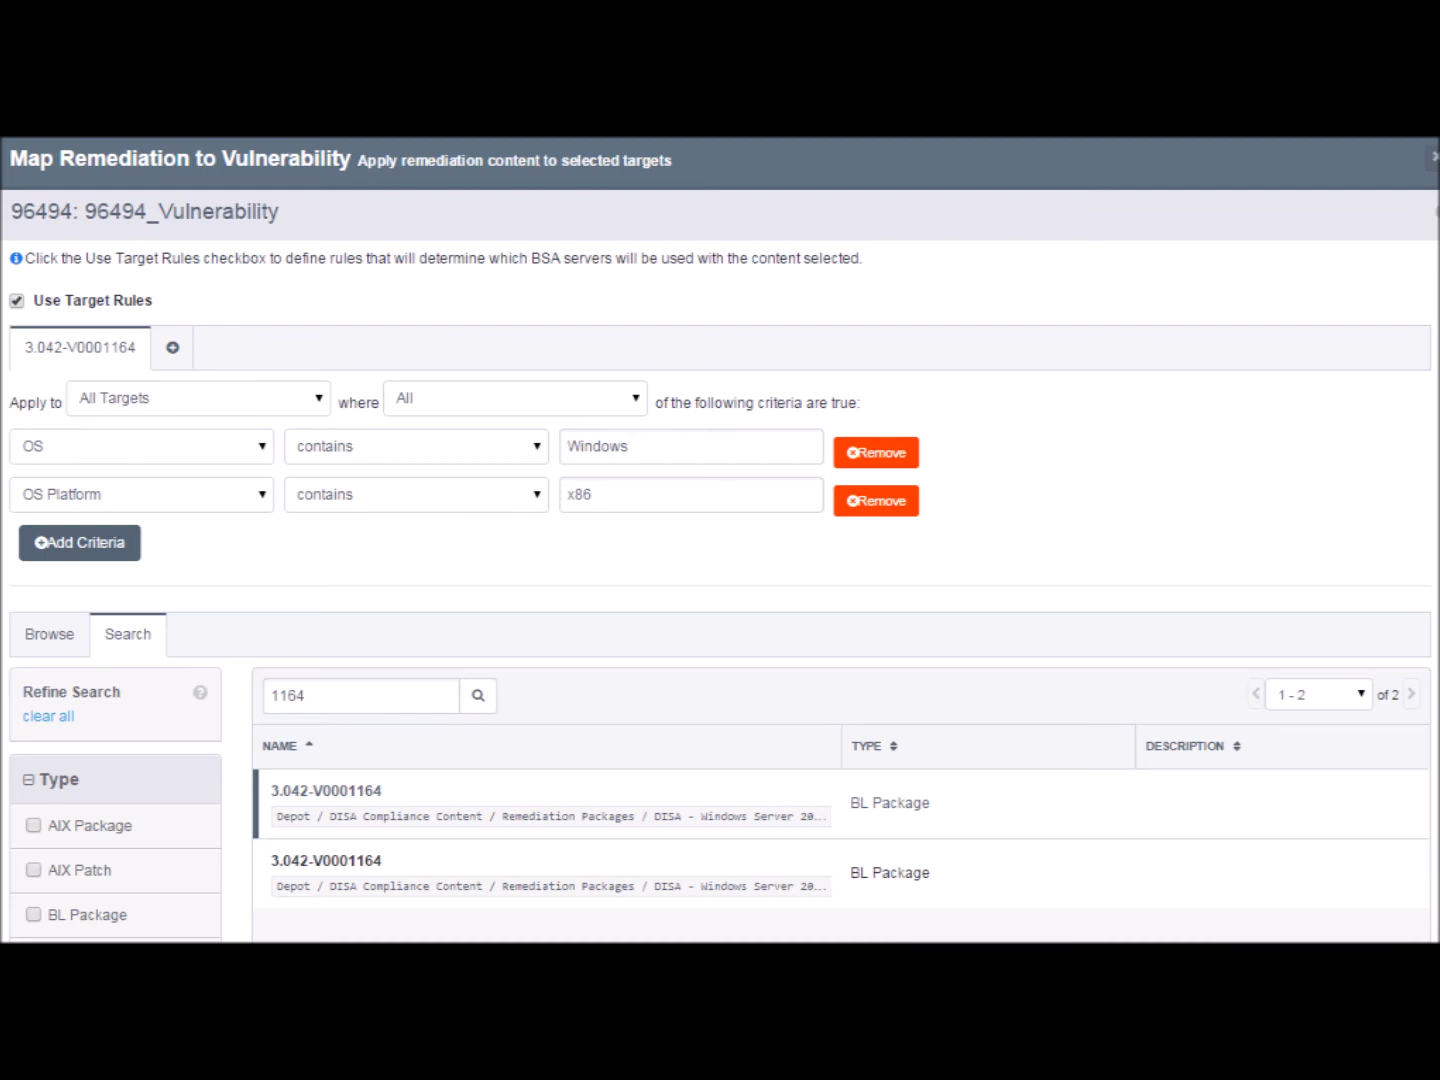 Map Remediation to Vulnerability Apply remediation content to selected targets
96494: 96494_Vulnerability
Click the Use Target Rules checkbox to define rules that will determine which BSA servers will be used with the content selected.
Use Target Rules
3.042-V0001164
Apply to All Targets where All of the following criteria are true:
OS contains Windows Remove
OS Platform contains x86 Remove
Add Criteria
Browse Search
Refine Search
clear all
1164
1 - 2 of 2
NAME TYPE DESCRIPTION
Type
AIX Package
AIX Patch
BL Package
3.042-V0001164
Depot / DISA Compliance Content / Remediation Packages / DISA - Windows Server 20...
BL Package
3.042-V0001164
Depot / DISA Compliance Content / Remediation Packages / DISA - Windows Server 20...
BL Package